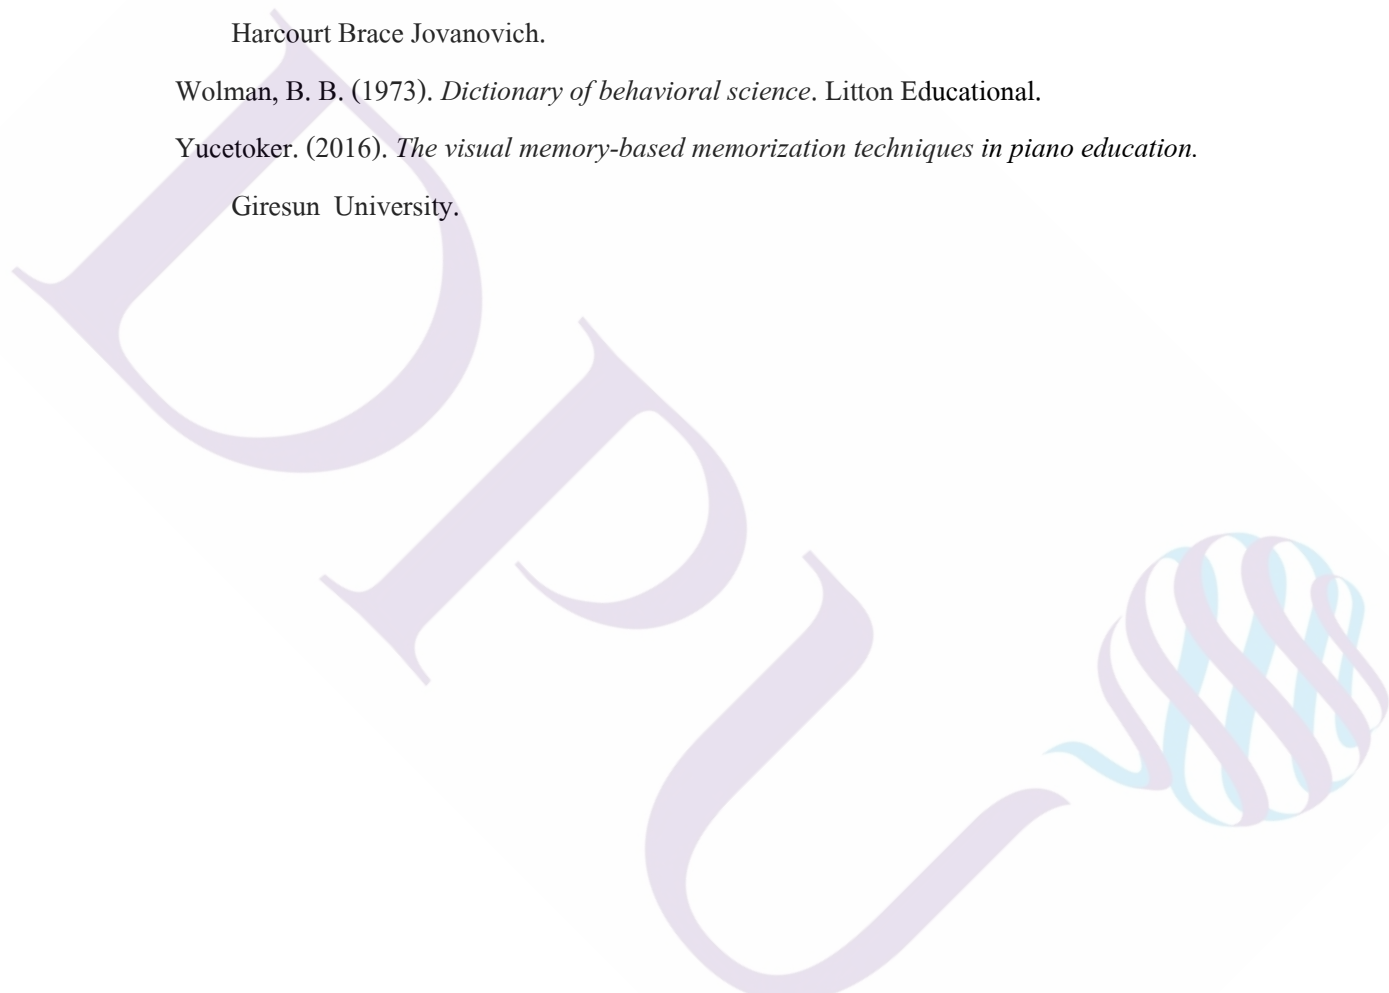 Harcourt Brace Jovanovich.
Wolman, B. B. (1973). Dictionary of behavioral science. Litton Educational.
Yucetoker. (2016). The visual memory-based memorization techniques in piano education.
Giresun University.
DPU